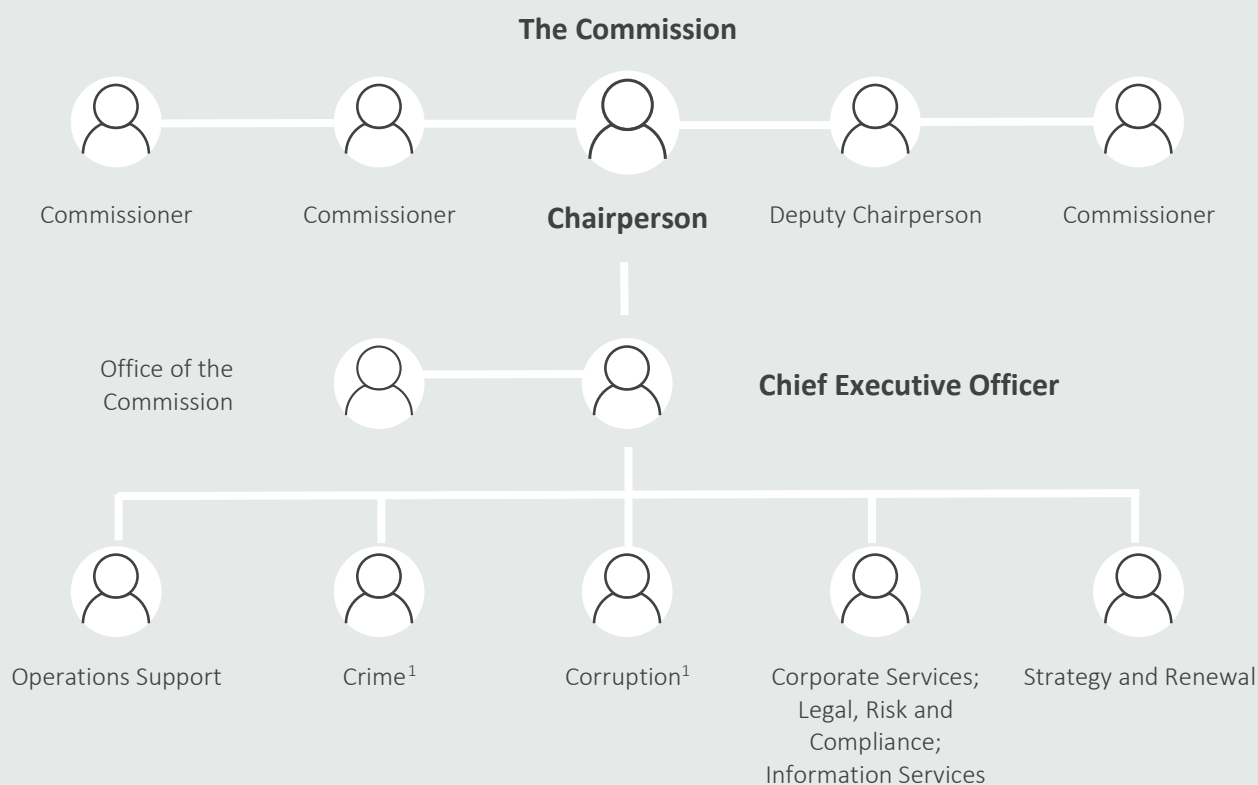 The Commission
Commissioner
Commissioner
Chairperson
Deputy Chairperson
Commissioner
Office of the
Commission
Chief Executive Officer
Operations Support
Crime¹
Corruption¹
Corporate Services;
Legal, Risk and
Compliance;
Information Services
Strategy and Renewal